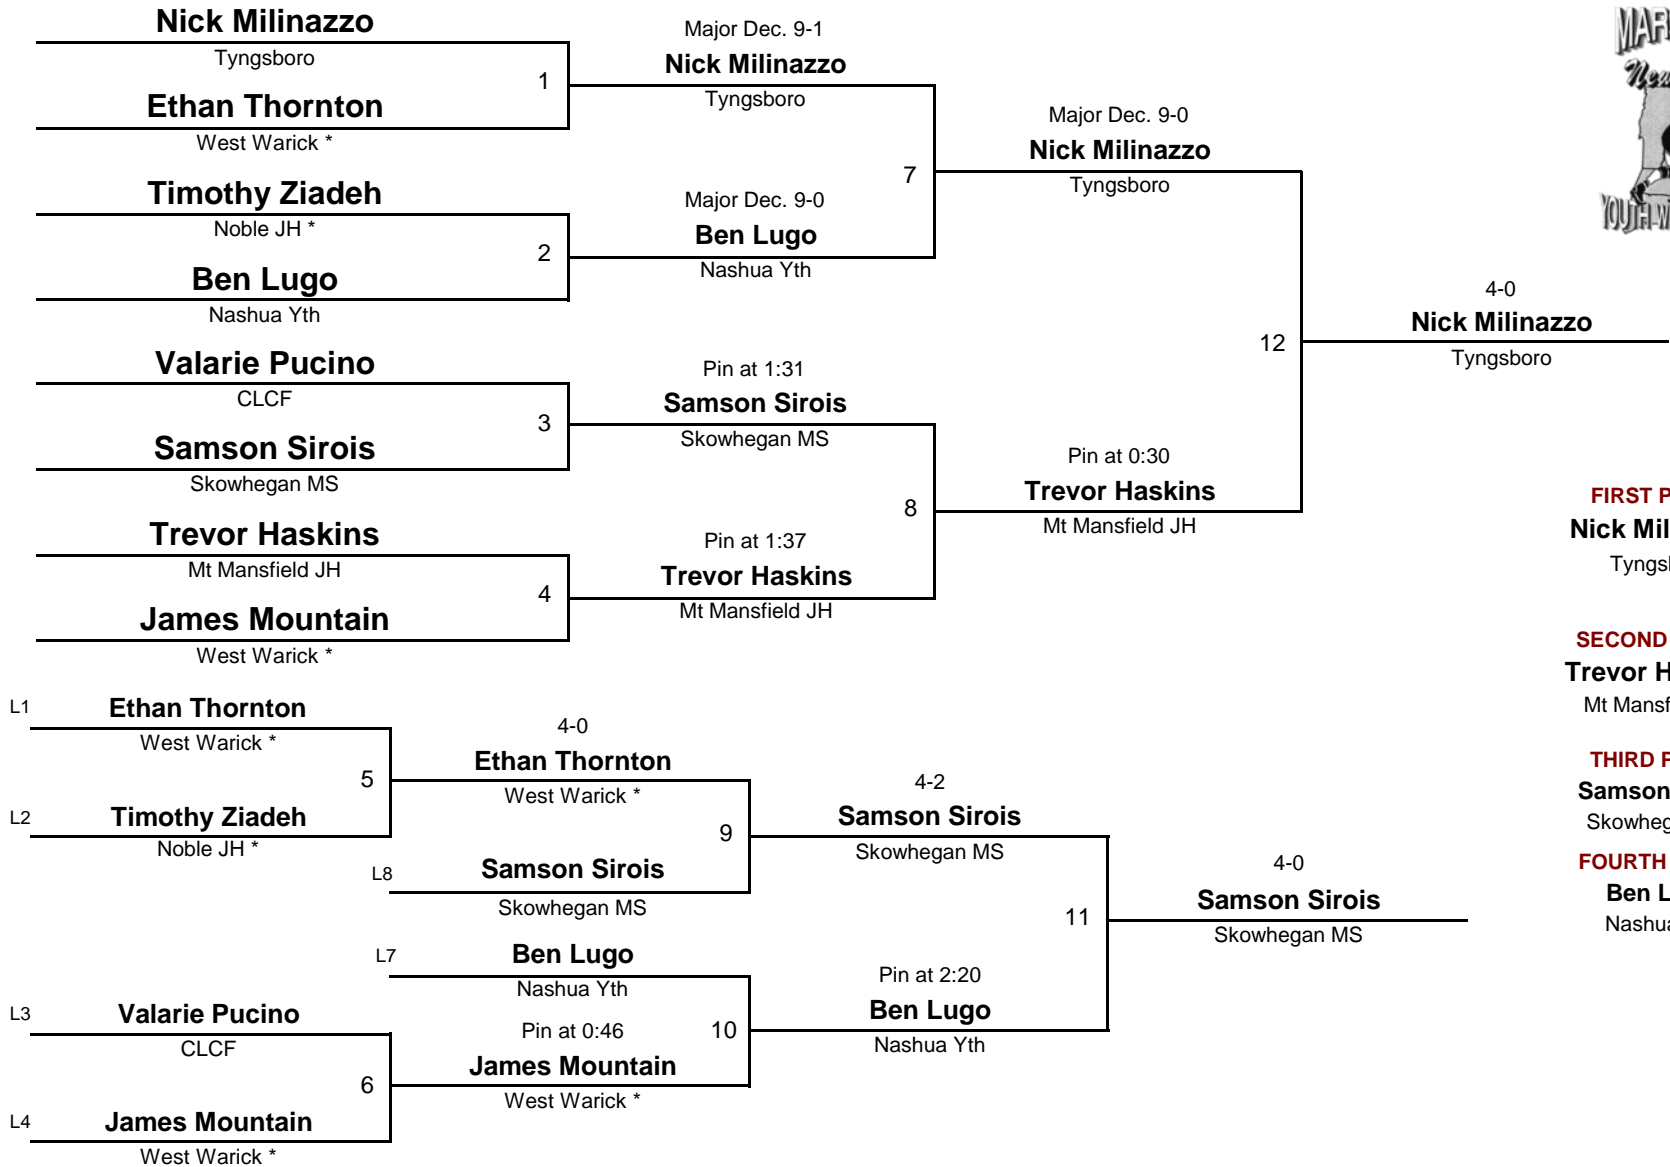 Nick Milinazzo
Tyngsboro
1
Ethan Thornton
West Warick *
Timothy Ziadeh
Noble JH *
2
Ben Lugo
Nashua Yth
Valarie Pucino
CLCF
3
Samson Sirois
Skowhegan MS
Trevor Haskins
Mt Mansfield JH
4
James Mountain
West Warick *
Major Dec. 9-1
Nick Milinazzo
Tyngsboro
7
Major Dec. 9-0
Ben Lugo
Nashua Yth
Pin at 1:31
Samson Sirois
Skowhegan MS
8
Pin at 1:37
Trevor Haskins
Mt Mansfield JH
Major Dec. 9-0
Nick Milinazzo
Tyngsboro
12
Pin at 0:30
Trevor Haskins
Mt Mansfield JH
4-0
Nick Milinazzo
Tyngsboro
L1
Ethan Thornton
West Warick *
5
L2
Timothy Ziadeh
Noble JH *
4-0
Ethan Thornton
West Warick *
9
L8
Samson Sirois
Skowhegan MS
L7
Ben Lugo
Nashua Yth
L3
Valarie Pucino
CLCF
6
L4
James Mountain
West Warick *
Pin at 0:46
10
James Mountain
West Warick *
4-2
Samson Sirois
Skowhegan MS
11
Pin at 2:20
Ben Lugo
Nashua Yth
4-0
Samson Sirois
Skowhegan MS
YOUTH
FIRST
Nick Mil
Tyngs
SECOND
Trevor H
Mt Mansf
THIRD
Samson
Skowheg
FOURTH
Ben L
Nashua